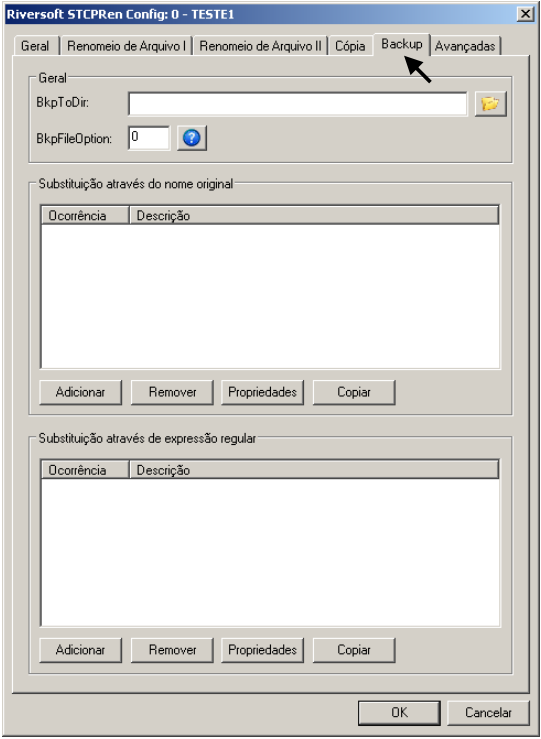 Riversoft STCPRen Config: 0 - TESTE1
Geral Renomeio de Arquivo I Renomeio de Arquivo II Cópia Backup Avançadas
Geral
BkpToDir:
BkpFileOption: 0 ?
Substituição através do nome original
Ocorrência Descrição
Adicionar Remover Propriedades Copiar
Substituição através de expressão regular
Ocorrência Descrição
Adicionar Remover Propriedades Copiar
OK Cancelar